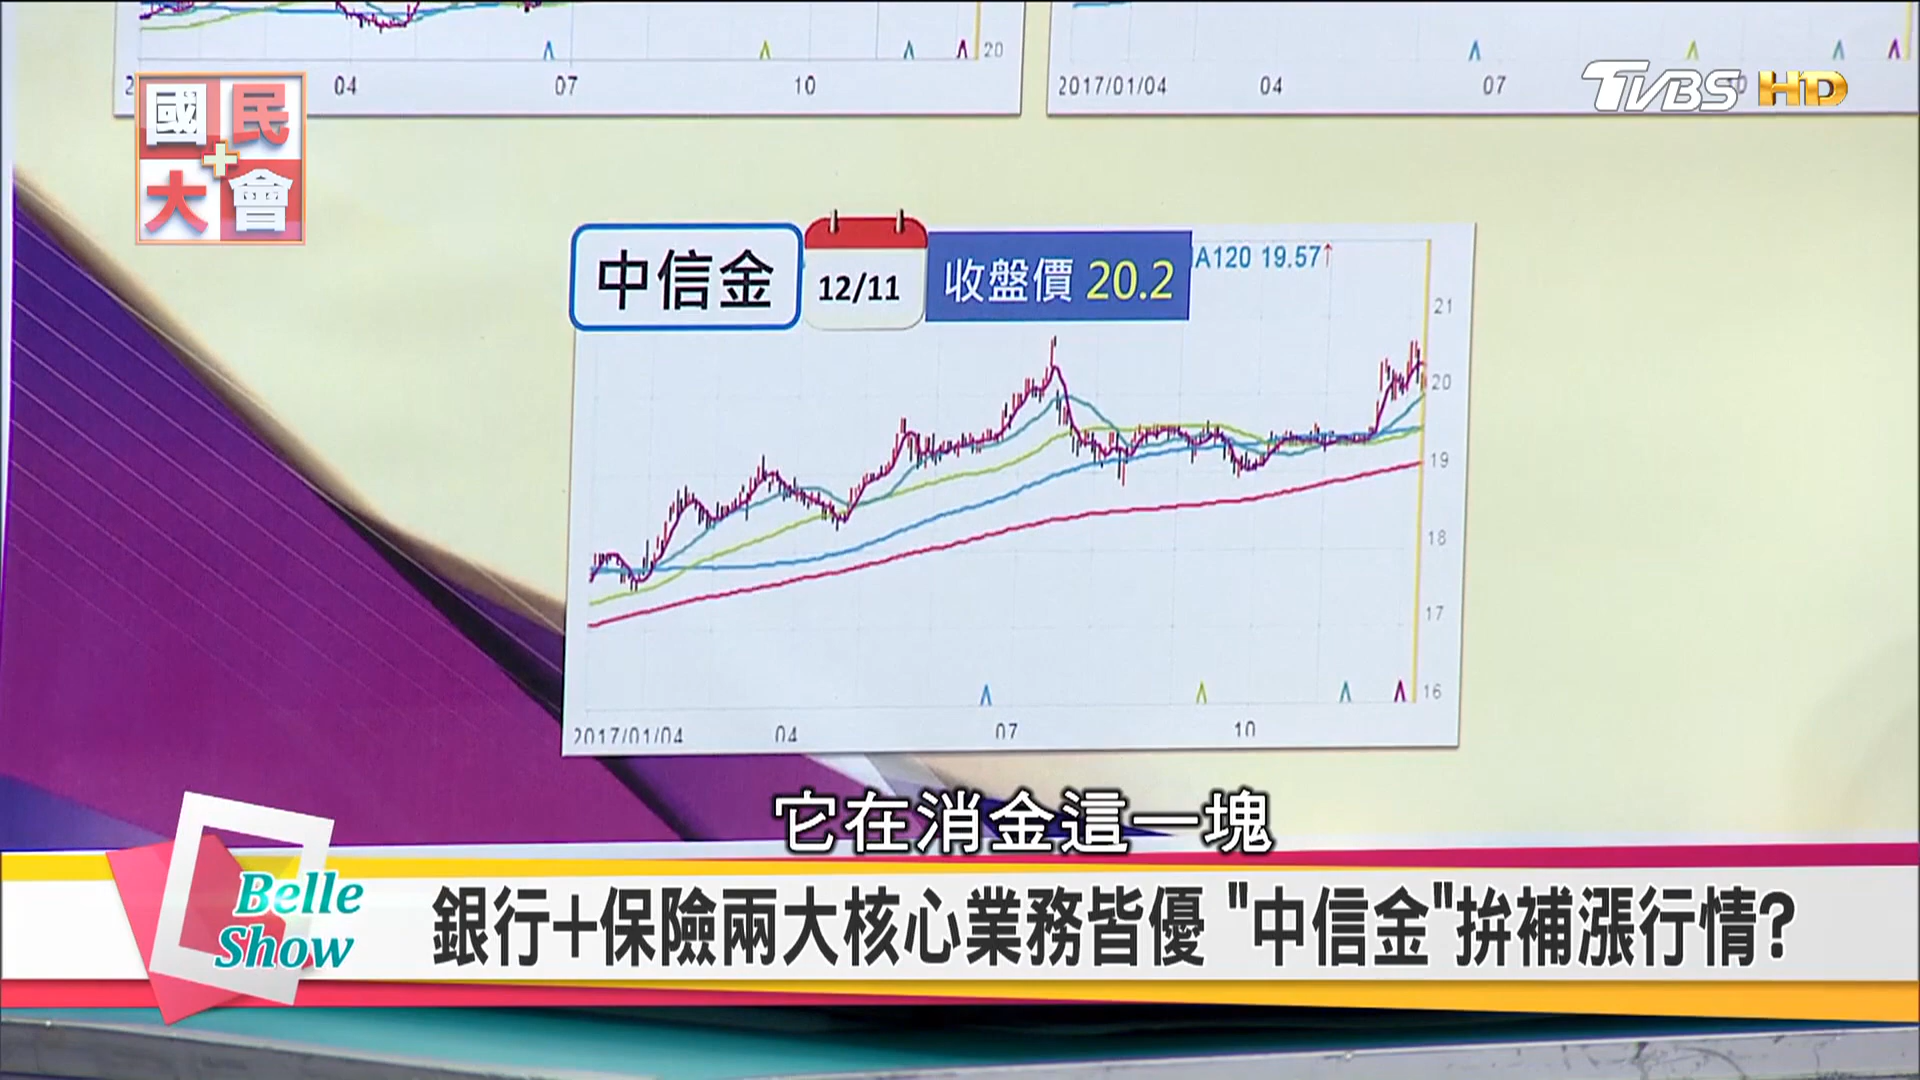 20
04
07
10
2017/01/04
04
07
TVBS HD
國民
大會
中信金
12/11
收盤價 20.2
A120 19.57↑
21
20
19
18
17
16
2017/01/04
04
07
10
它在消金這一塊
Belle
Show
銀行+保險兩大核心業務皆優 "中信金"拚補漲行情?